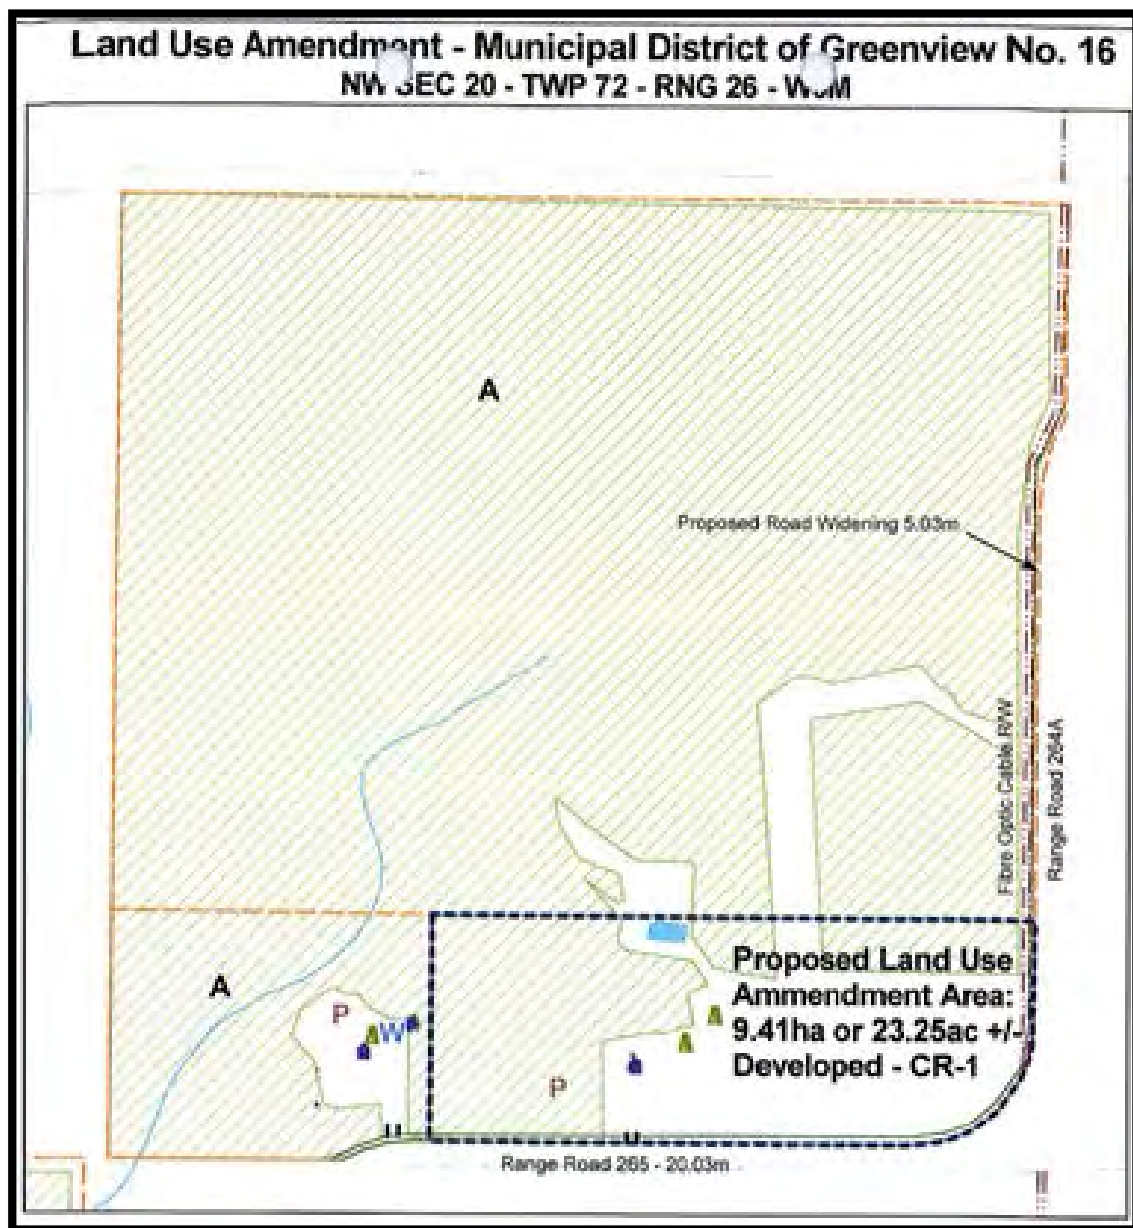 Land Use Amendment - Municipal District of Greenview No. 16
SEC 20 - TWP 72 - RNG 26 -
A
Proposed Road Widening 5.03m
Fibre Optic Cable R/W
Range Road 264A
Proposed Land Use
Ammendment Area:
9.41ha or 23.25ac +/-
Developed - CR-1
A
P
W
P
Range Road 265 - 20.03m